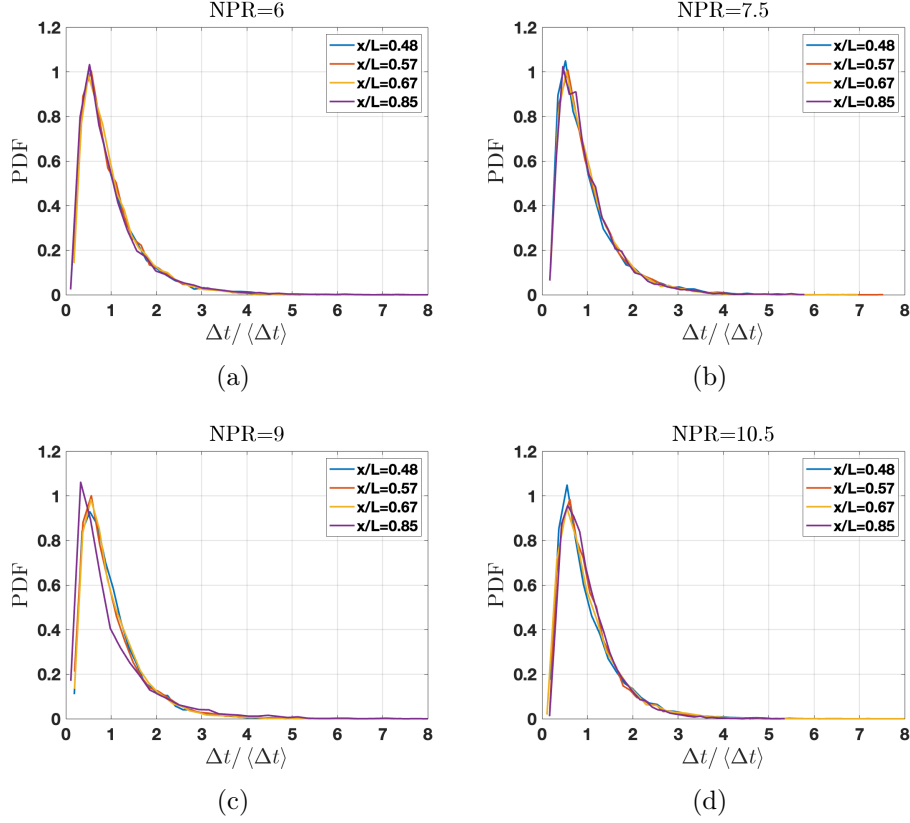 NPR=6
1.2
1
0.8
0.6
0.4
0.2
0
PDF
x/L=0.48
x/L=0.57
x/L=0.67
x/L=0.85
0 1 2 3 4 5 6 7 8
Δt/ ⟨Δt⟩
(a)
NPR=7.5
1.2
1
0.8
0.6
0.4
0.2
0
PDF
x/L=0.48
x/L=0.57
x/L=0.67
x/L=0.85
0 1 2 3 4 5 6 7 8
Δt/ ⟨Δt⟩
(b)
NPR=9
1.2
1
0.8
0.6
0.4
0.2
0
PDF
x/L=0.48
x/L=0.57
x/L=0.67
x/L=0.85
0 1 2 3 4 5 6 7 8
Δt/ ⟨Δt⟩
(c)
NPR=10.5
1.2
1
0.8
0.6
0.4
0.2
0
PDF
x/L=0.48
x/L=0.57
x/L=0.67
x/L=0.85
0 1 2 3 4 5 6 7 8
Δt/ ⟨Δt⟩
(d)